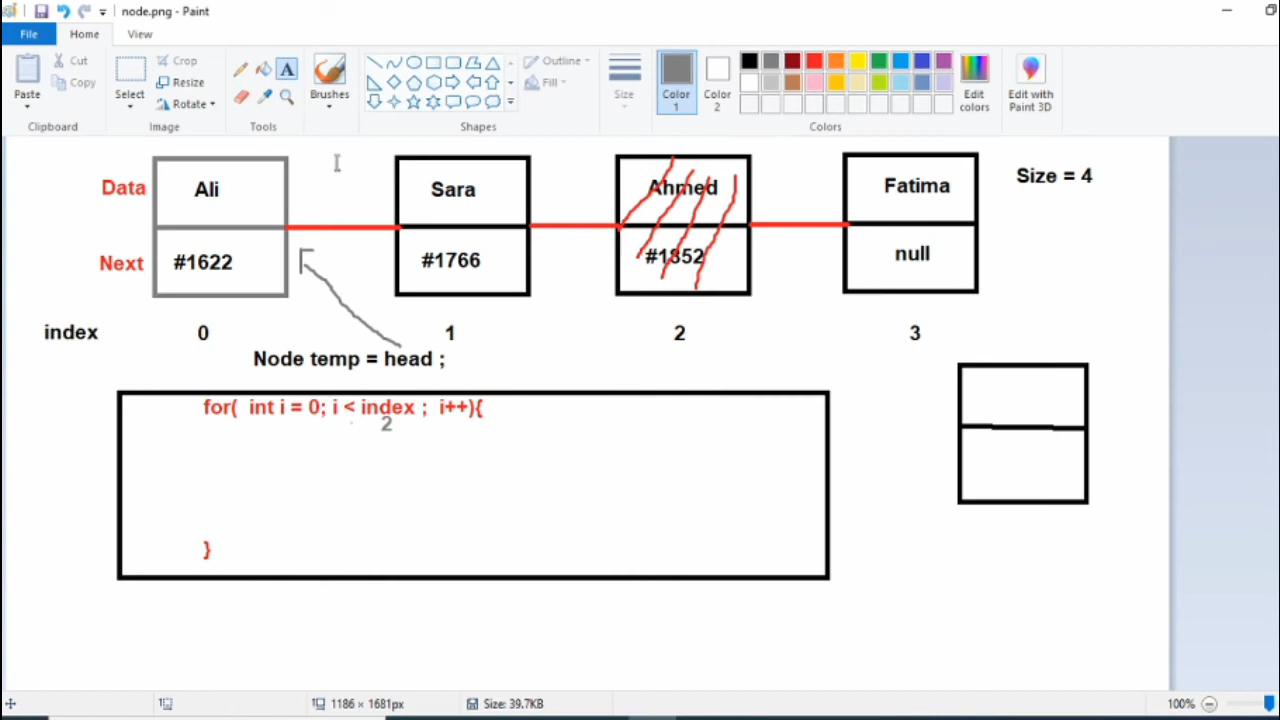 node.png - Paint
File Home View
Paste Cut Copy Select Crop Resize Rotate A Brushes Outline Fill Size Color 1 Color 2 Edit colors Edit with Paint 3D
Clipboard Image Tools Shapes Colors
Data Ali Sara Ahmed Fatima Size = 4
Next #1622 #1766 #1852 null
index 0 1 2 3
Node temp = head ;
for( int i = 0; i < index ; i++){
2
}
1186 × 1681px Size: 39.7KB 100%